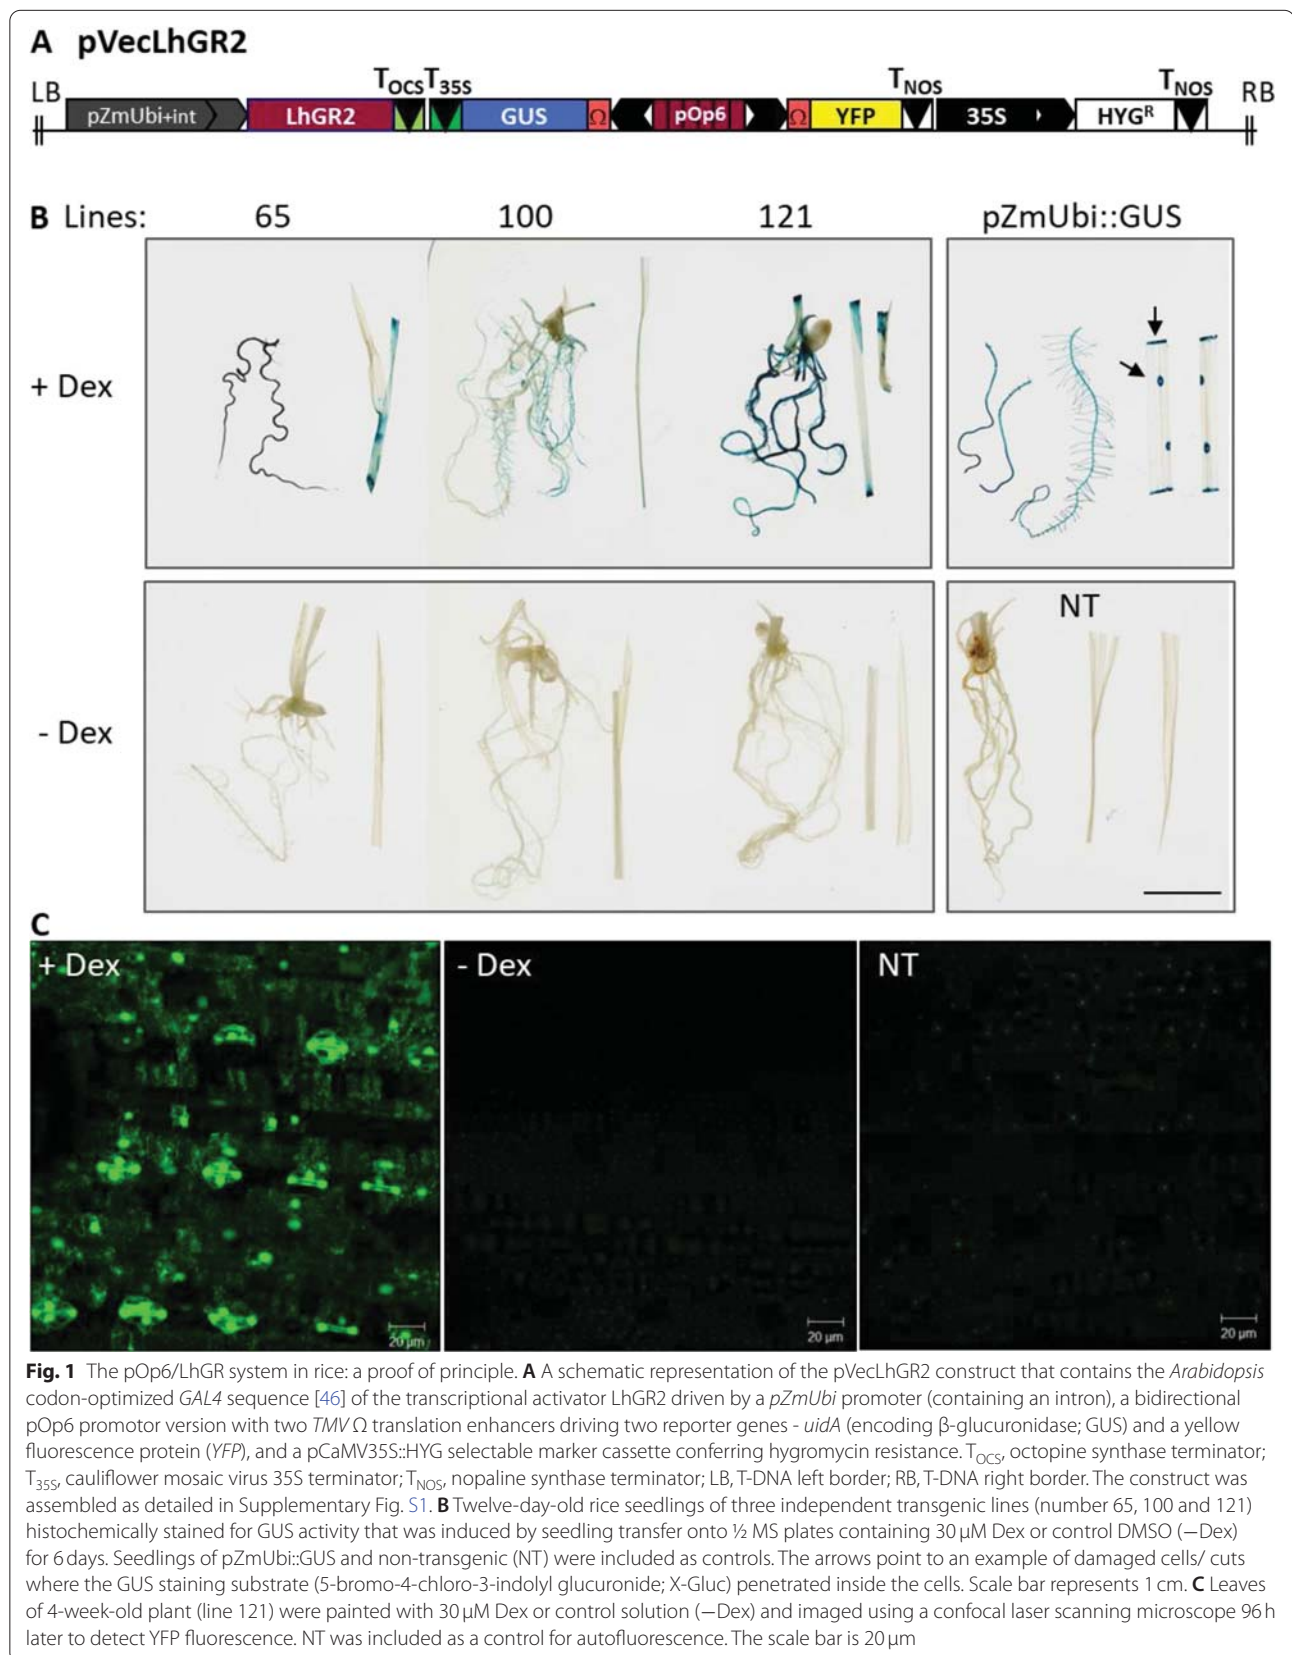 A pVecLhGR2
LB pZmUbi+int LhGR2 TOCS T35S GUS Ω pOp6 Ω YFP TNOS 35S HYGR TNOS RB
B Lines: 65 100 121 pZmUbi::GUS
+ Dex
NT
- Dex
C
+ Dex - Dex NT
20 µm 20 µm 20 µm
Fig. 1 The pOp6/LhGR system in rice: a proof of principle. A A schematic representation of the pVecLhGR2 construct that contains the Arabidopsis
codon-optimized GAL4 sequence [46] of the transcriptional activator LhGR2 driven by a pZmUbi promoter (containing an intron), a bidirectional
pOp6 promotor version with two TMV Ω translation enhancers driving two reporter genes - uidA (encoding β-glucuronidase; GUS) and a yellow
fluorescence protein (YFP), and a pCaMV35S::HYG selectable marker cassette conferring hygromycin resistance. TOCS, octopine synthase terminator;
T35S, cauliflower mosaic virus 35S terminator; TNOS, nopaline synthase terminator; LB, T-DNA left border; RB, T-DNA right border. The construct was
assembled as detailed in Supplementary Fig. S1. B Twelve-day-old rice seedlings of three independent transgenic lines (number 65, 100 and 121)
histochemically stained for GUS activity that was induced by seedling transfer onto ½ MS plates containing 30 µM Dex or control DMSO (−Dex)
for 6 days. Seedlings of pZmUbi::GUS and non-transgenic (NT) were included as controls. The arrows point to an example of damaged cells/ cuts
where the GUS staining substrate (5-bromo-4-chloro-3-indolyl glucuronide; X-Gluc) penetrated inside the cells. Scale bar represents 1 cm. C Leaves
of 4-week-old plant (line 121) were painted with 30 µM Dex or control solution (−Dex) and imaged using a confocal laser scanning microscope 96 h
later to detect YFP fluorescence. NT was included as a control for autofluorescence. The scale bar is 20 µm